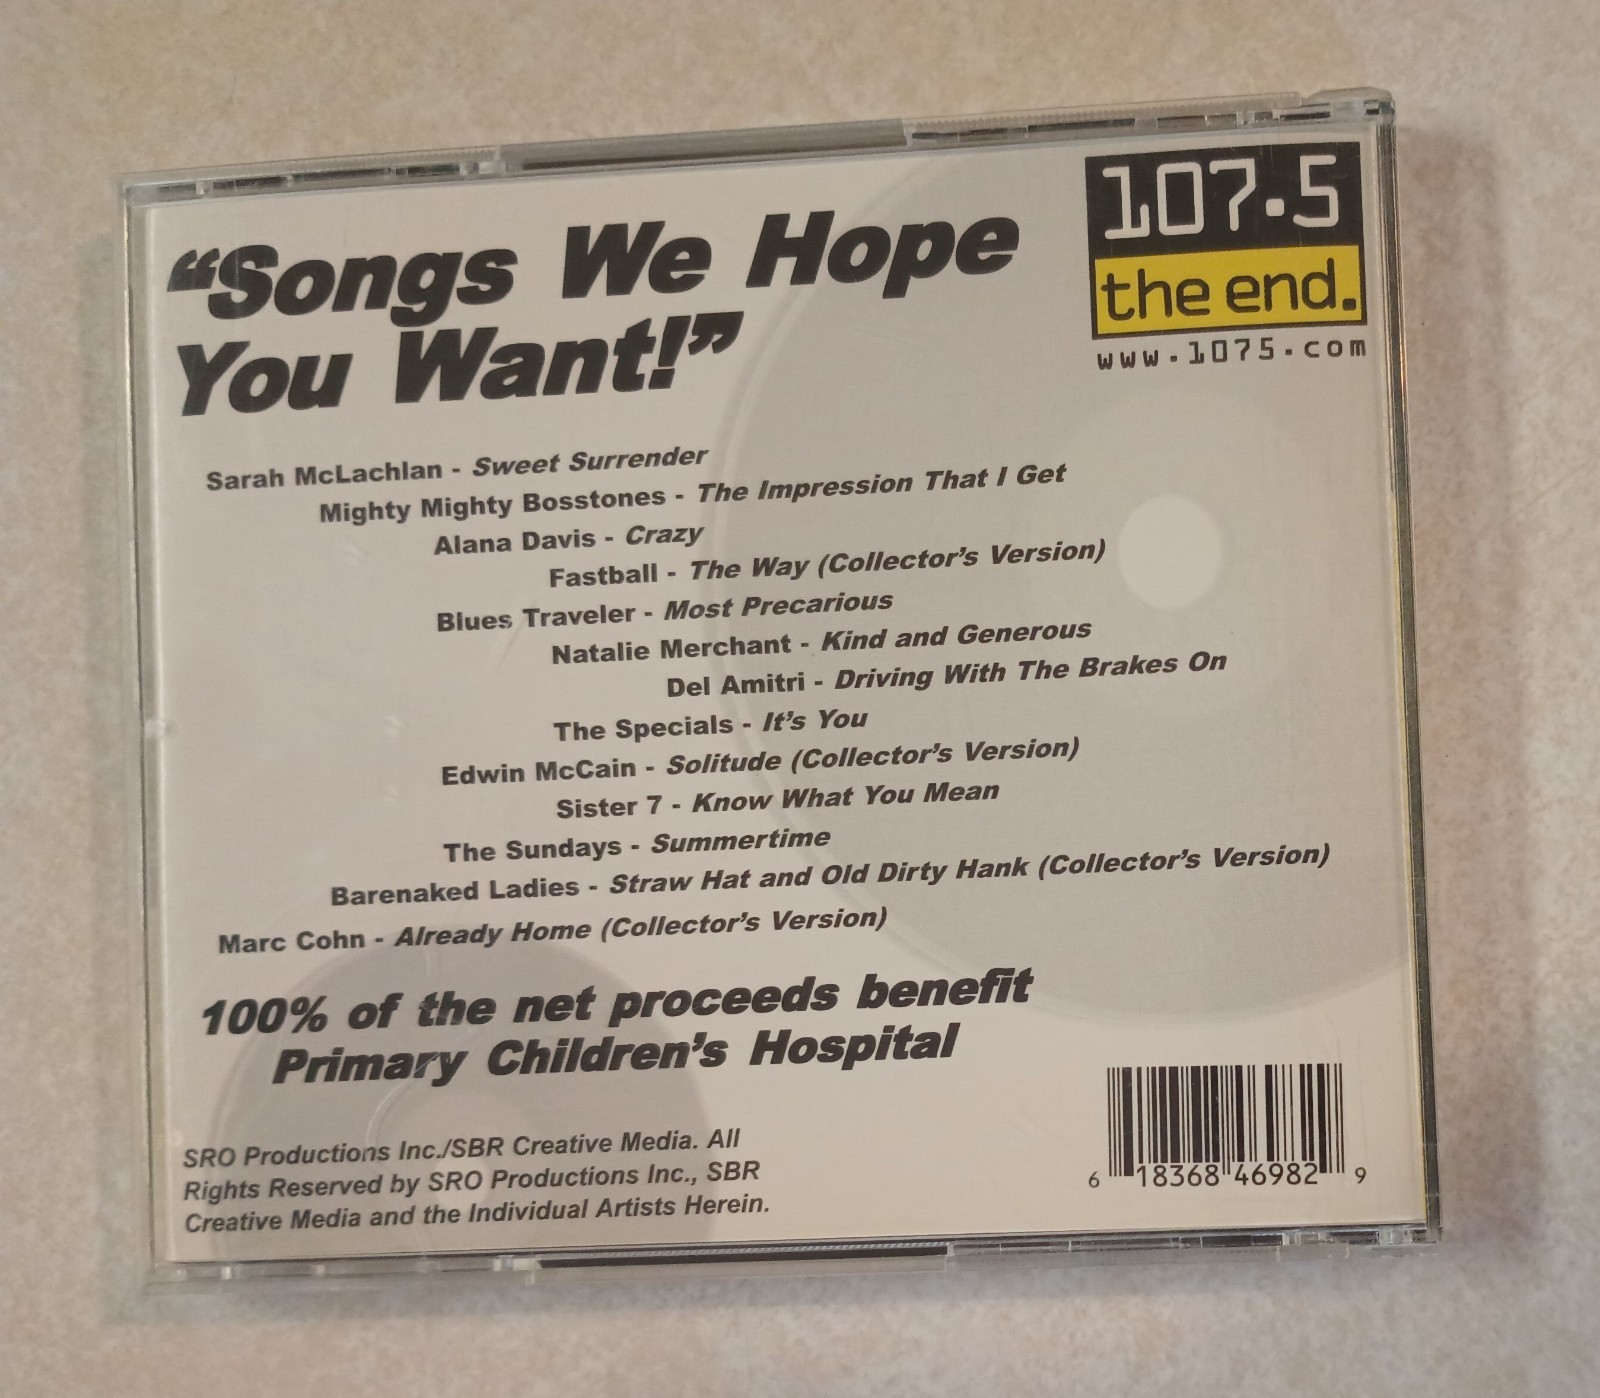 "Songs We Hope
You Want!"
107.5
the end.
www.1075.com
Sarah McLachlan - Sweet Surrender
Mighty Mighty Bosstones - The Impression That I Get
Alana Davis - Crazy
Fastball - The Way (Collector's Version)
Blues Traveler - Most Precarious
Natalie Merchant - Kind and Generous
Del Amitri - Driving With The Brakes On
The Specials - It's You
Edwin McCain - Solitude (Collector's Version)
Sister 7 - Know What You Mean
The Sundays - Summertime
Barenaked Ladies - Straw Hat and Old Dirty Hank (Collector's Version)
Marc Cohn - Already Home (Collector's Version)
100% of the net proceeds benefit
Primary Children's Hospital
SRO Productions Inc./SBR Creative Media. All
Rights Reserved by SRO Productions Inc., SBR
Creative Media and the Individual Artists Herein.
6 18368 46982 9